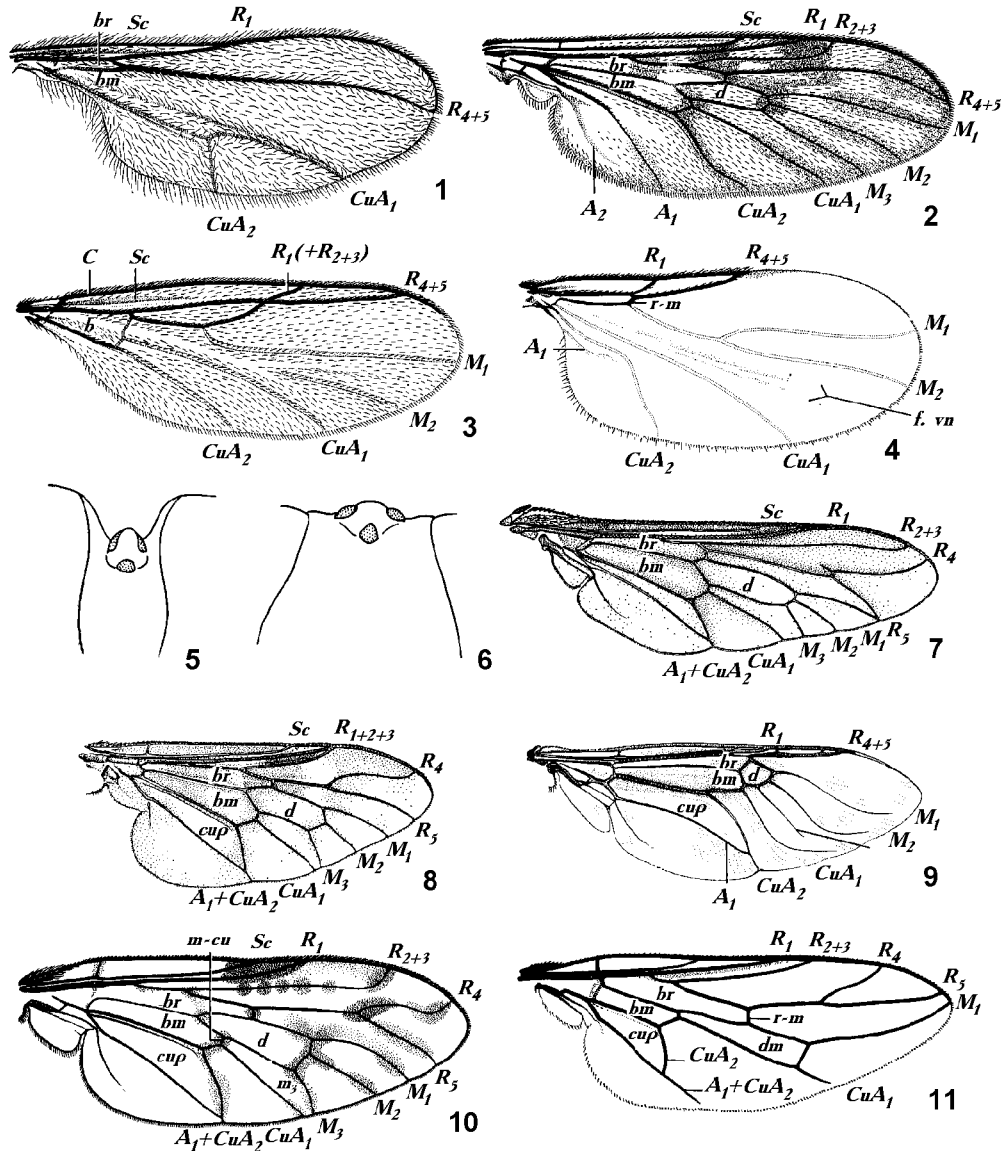 br Sc R1
bm
R4+5
CuA1
CuA2
1
Sc R1 R2+3
br
bm d
R4+5
M1
M2
M3
CuA1
CuA2
A1
A2
2
C Sc R1(+R2+3)
R4+5
b
M1
M2
CuA1
CuA2
3
R1 R4+5
r-m
A1
M1
M2
f. vn
CuA2 CuA1
4
5
6
Sc R1
R2+3
R4
br
bm
d
R5
M1
M2
M3
CuA1
A1+CuA2
7
Sc R1+2+3
R4
br
bm
d
cup
R5
M1
M2
M3
CuA1
A1+CuA2
8
R1
R4+5
br
bm d
cup
M1
M2
CuA1
CuA2
A1
9
m-cu Sc R1
R2+3
R4
br
bm
d
cup
m3
R5
M1
M2
M3
CuA1
A1+CuA2
10
R1 R2+3
R4
R5
M1
br
bm
r-m
cup
dm
CuA2
A1+CuA2
CuA1
11